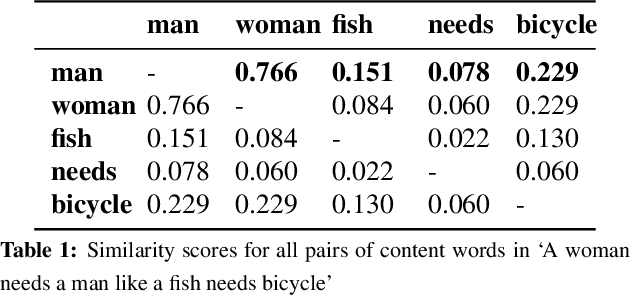 man woman fish needs bicycle
man - 0.766 0.151 0.078 0.229
woman 0.766 - 0.084 0.060 0.229
fish 0.151 0.084 - 0.022 0.130
needs 0.078 0.060 0.022 - 0.060
bicycle 0.229 0.229 0.130 0.060 -
Table 1: Similarity scores for all pairs of content words in ‘A woman
needs a man like a fish needs bicycle’